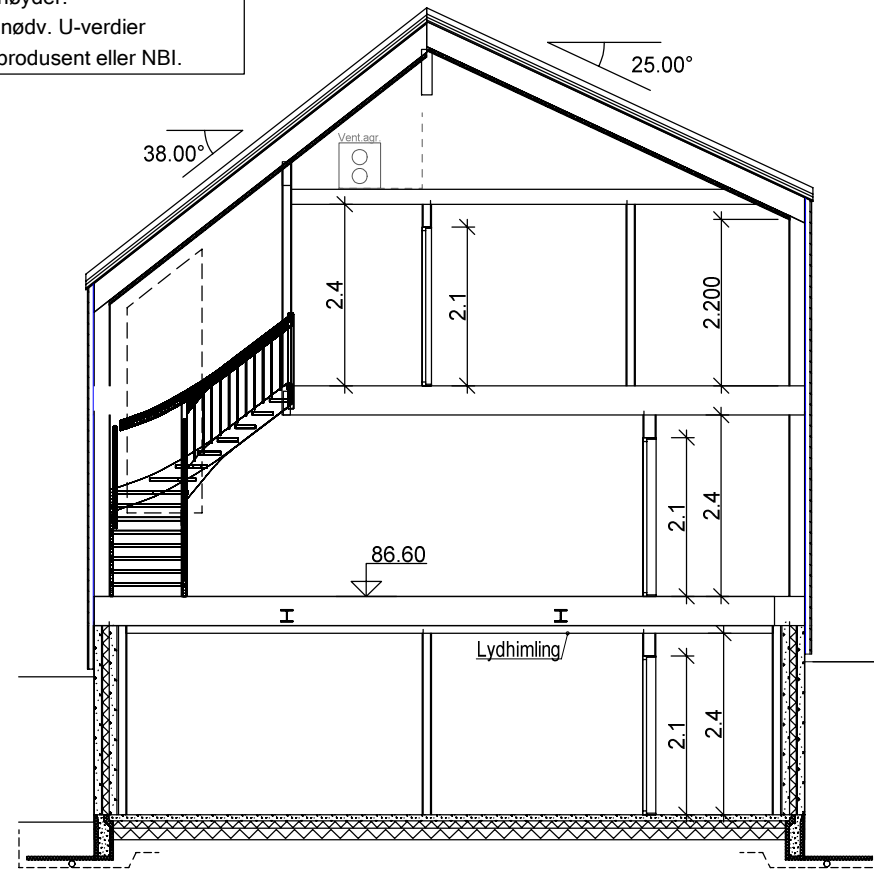 nødv. U-verdier
produsent eller NBI.
25.00°
38.00°
Vent.agr.
2.4
2.1
2.200
2.1
2.4
86.60
Lydhimling
2.1
2.4